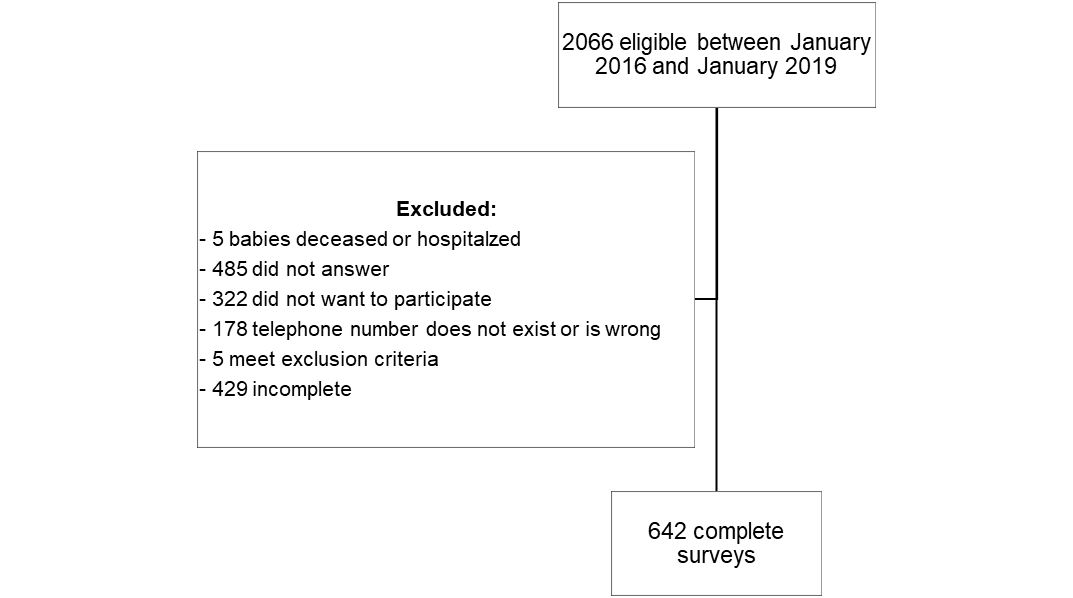 2066 eligible between January
2016 and January 2019
Excluded:
- 5 babies deceased or hospitalzed
- 485 did not answer
- 322 did not want to participate
- 178 telephone number does not exist or is wrong
- 5 meet exclusion criteria
- 429 incomplete
642 complete
surveys